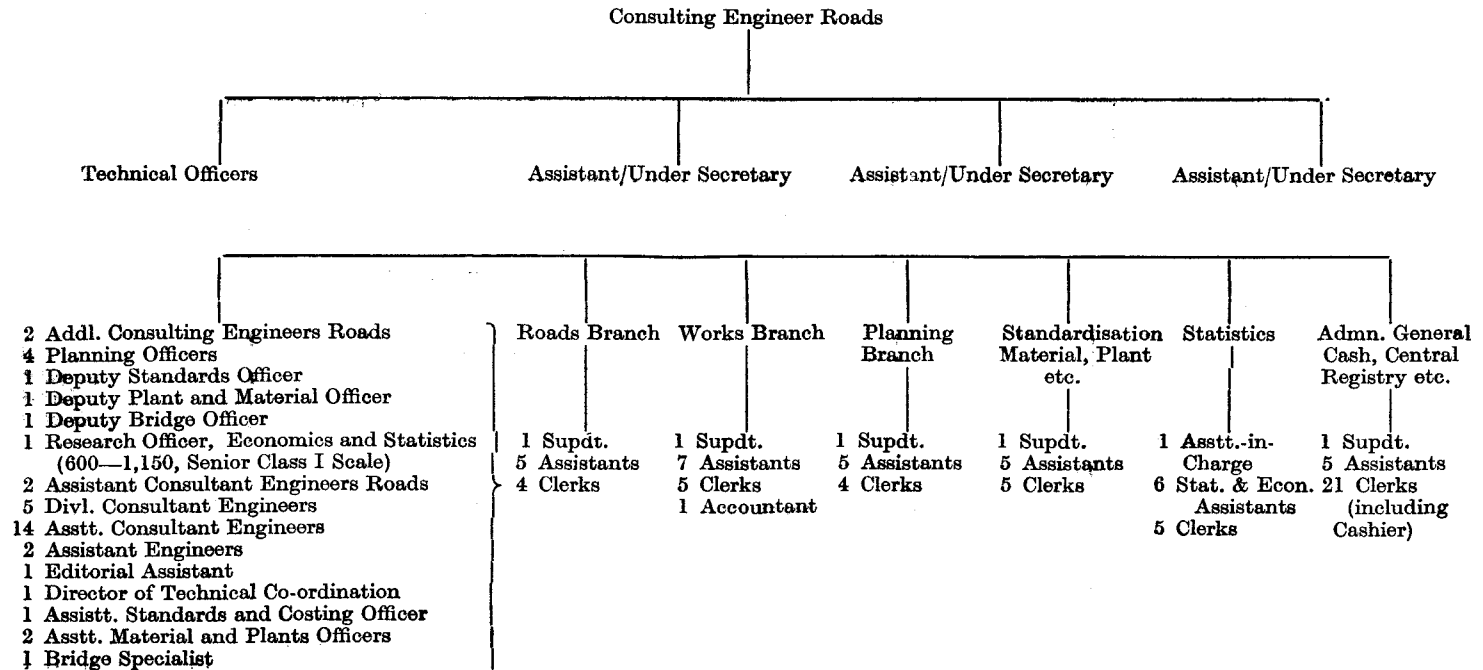 Consulting Engineer Roads
Technical Officers
Assistant/Under Secretary
Assistant/Under Secretary
Assistant/Under Secretary
2 Addl. Consulting Engineers Roads
4 Planning Officers
1 Deputy Standards Officer
1 Deputy Plant and Material Officer
1 Deputy Bridge Officer
1 Research Officer, Economics and Statistics
(600—1,150, Senior Class I Scale)
2 Assistant Consultant Engineers Roads
5 Divl. Consultant Engineers
14 Asstt. Consultant Engineers
2 Assistant Engineers
1 Editorial Assistant
1 Director of Technical Co-ordination
1 Assistt. Standards and Costing Officer
2 Asstt. Material and Plants Officers
1 Bridge Specialist
Roads Branch
1 Supdt.
5 Assistants
4 Clerks
Works Branch
1 Supdt.
7 Assistants
5 Clerks
1 Accountant
Planning
Branch
1 Supdt.
5 Assistants
4 Clerks
Standardisation
Material, Plant
etc.
1 Supdt.
5 Assistants
5 Clerks
Statistics
1 Asstt.-in-
Charge
6 Stat. & Econ.
Assistants
5 Clerks
Admn. General
Cash, Central
Registry etc.
1 Supdt.
5 Assistants
21 Clerks
(including
Cashier)